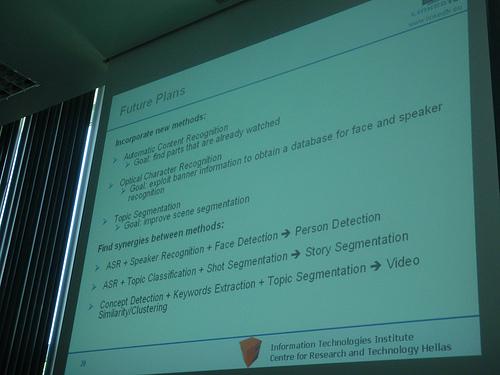 www.linkedtv.eu
Future Plans
Incorporate new methods:
➢ Automatic Content Recognition
➢ Goal: find parts that are already watched
➢ Optical Character Recognition
➢ Goal: exploit banner information to obtain a database for face and speaker
recognition
➢ Topic Segmentation
➢ Goal: improve scene segmentation
Find synergies between methods:
➢ ASR + Speaker Recognition + Face Detection ➔ Person Detection
➢ ASR + Topic Classification + Shot Segmentation ➔ Story Segmentation
➢ Concept Detection + Keywords Extraction + Topic Segmentation ➔ Video
Similarity/Clustering
Information Technologies Institute
Centre for Research and Technology Hellas